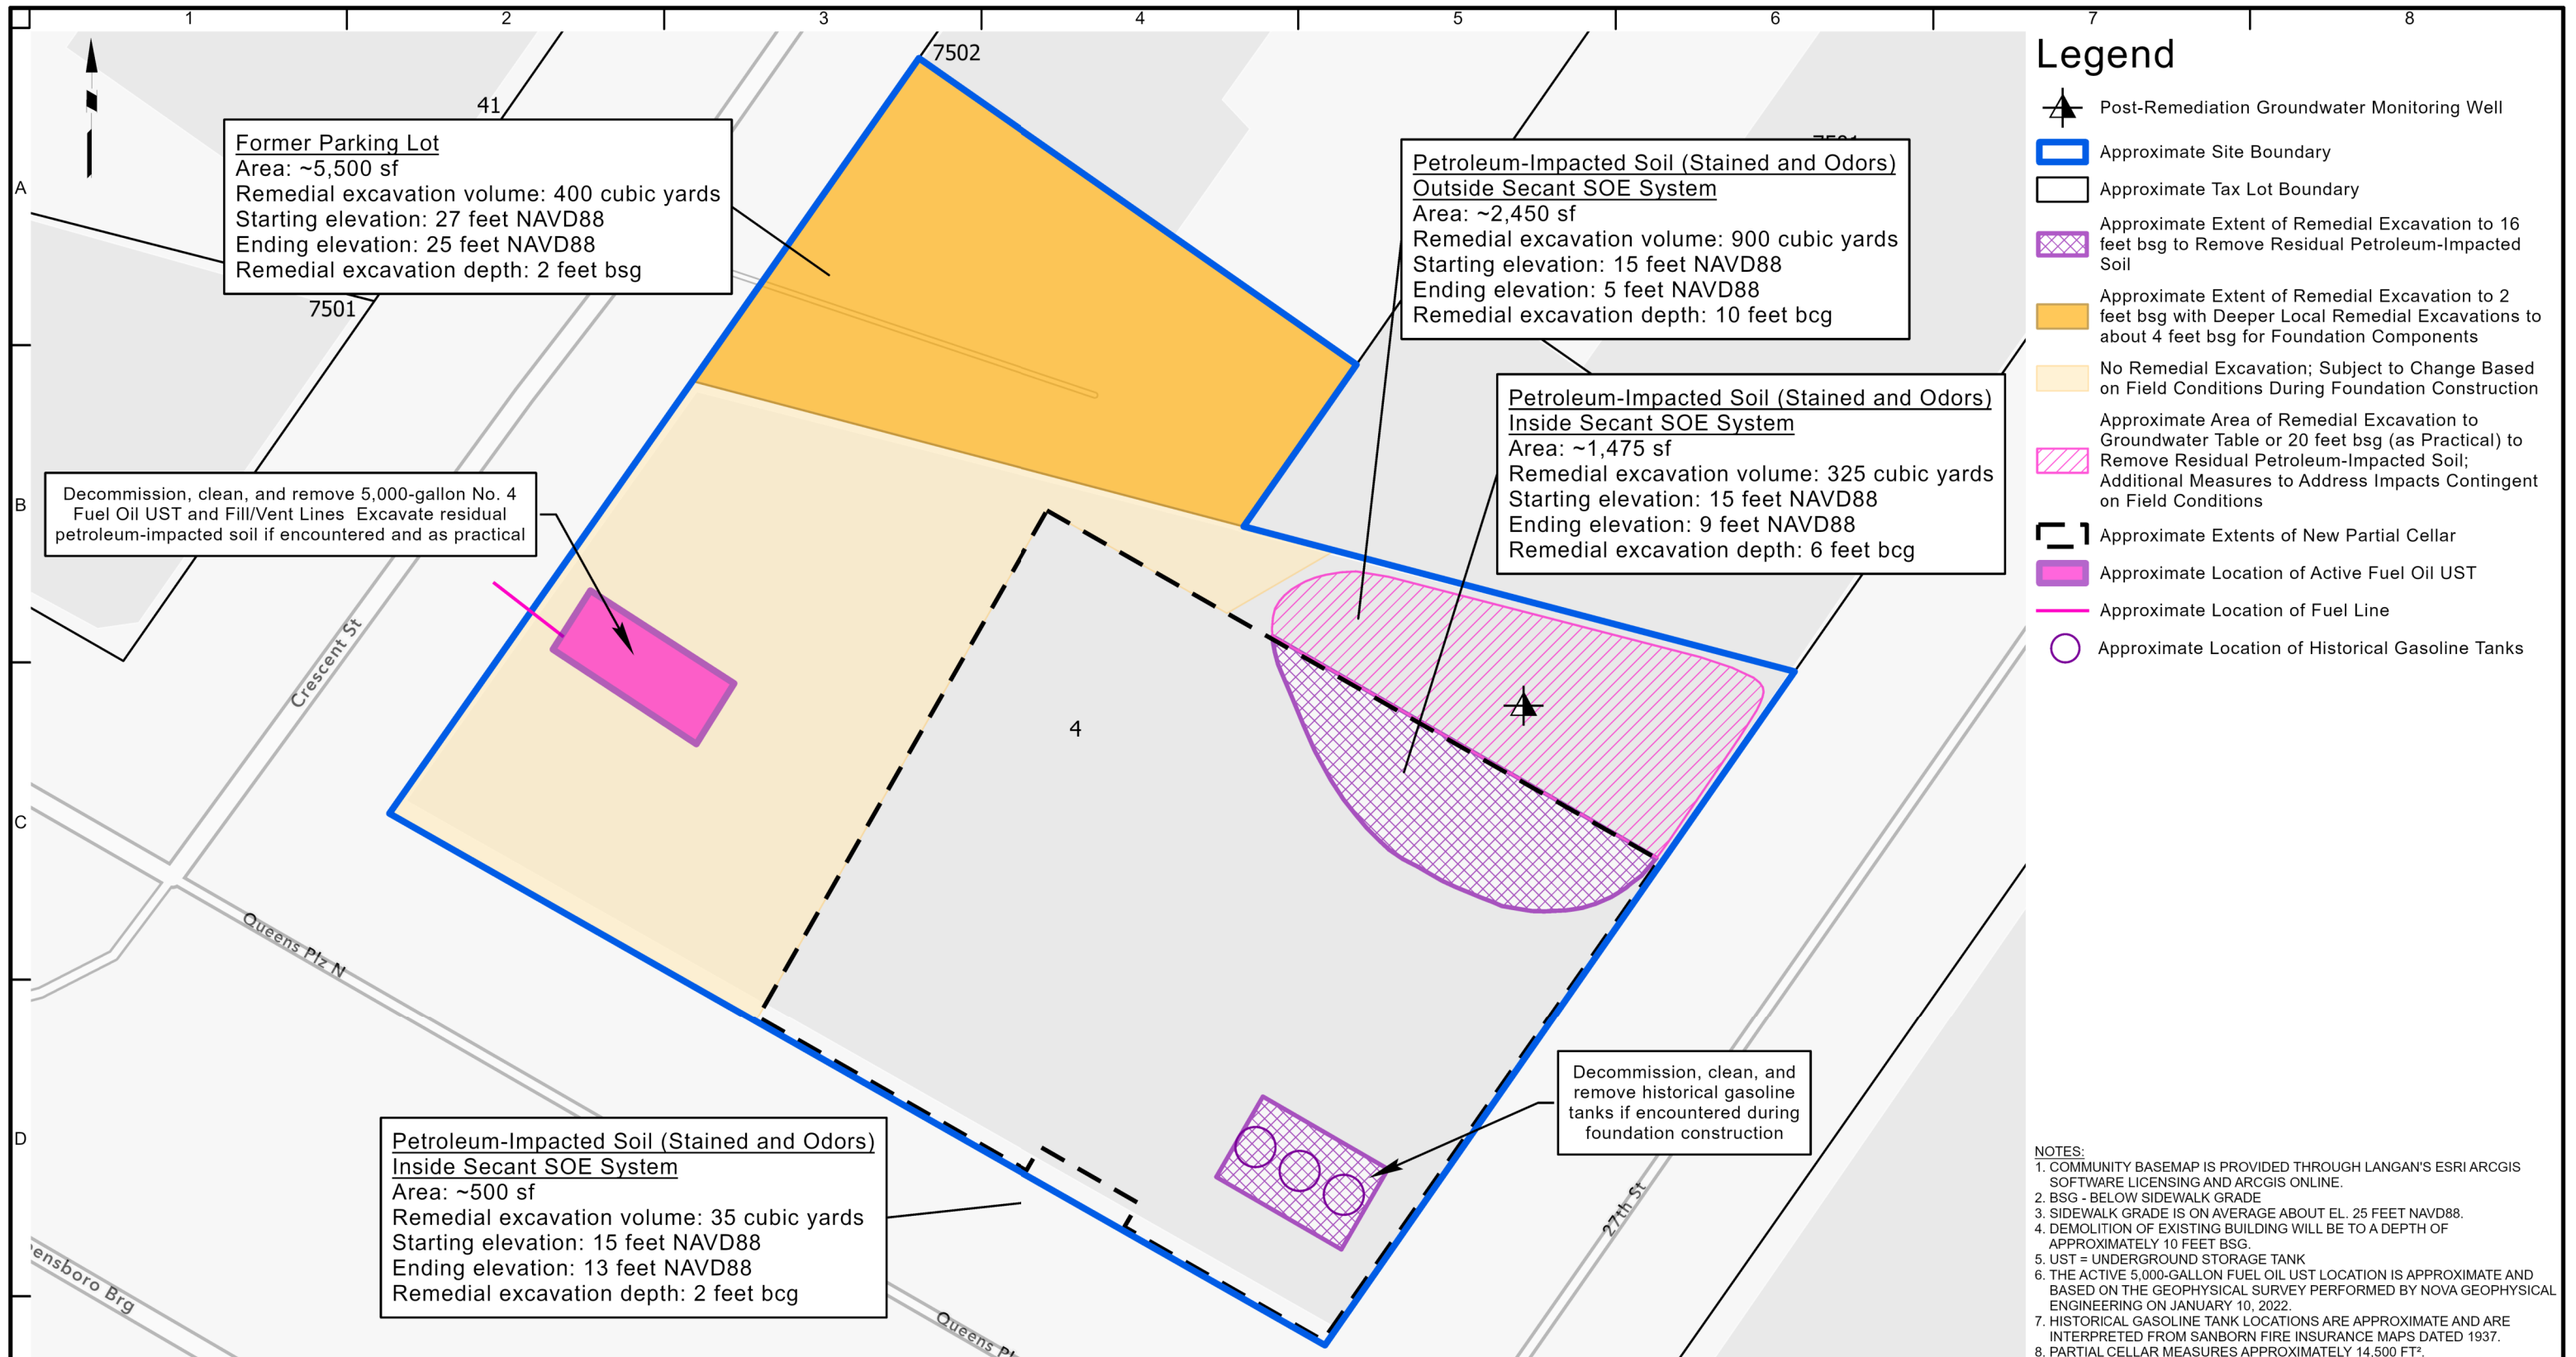 1 2 3 4 5 6 7 8
A
B
C
D
7502
41
7501
Former Parking Lot
Area: ~5,500 sf
Remedial excavation volume: 400 cubic yards
Starting elevation: 27 feet NAVD88
Ending elevation: 25 feet NAVD88
Remedial excavation depth: 2 feet bsg
Petroleum-Impacted Soil (Stained and Odors)
Outside Secant SOE System
Area: ~2,450 sf
Remedial excavation volume: 900 cubic yards
Starting elevation: 15 feet NAVD88
Ending elevation: 5 feet NAVD88
Remedial excavation depth: 10 feet bcg
Petroleum-Impacted Soil (Stained and Odors)
Inside Secant SOE System
Area: ~1,475 sf
Remedial excavation volume: 325 cubic yards
Starting elevation: 15 feet NAVD88
Ending elevation: 9 feet NAVD88
Remedial excavation depth: 6 feet bcg
Decommission, clean, and remove 5,000-gallon No. 4
Fuel Oil UST and Fill/Vent Lines Excavate residual
petroleum-impacted soil if encountered and as practical
Crescent St
4
Queens Plz N
Decommission, clean, and
remove historical gasoline
tanks if encountered during
foundation construction
27th St
Petroleum-Impacted Soil (Stained and Odors)
Inside Secant SOE System
Area: ~500 sf
Remedial excavation volume: 35 cubic yards
Starting elevation: 15 feet NAVD88
Ending elevation: 13 feet NAVD88
Remedial excavation depth: 2 feet bcg
ensboro Brg
Queens Pl
Legend
Post-Remediation Groundwater Monitoring Well
Approximate Site Boundary
Approximate Tax Lot Boundary
Approximate Extent of Remedial Excavation to 16
feet bsg to Remove Residual Petroleum-Impacted
Soil
Approximate Extent of Remedial Excavation to 2
feet bsg with Deeper Local Remedial Excavations to
about 4 feet bsg for Foundation Components
No Remedial Excavation; Subject to Change Based
on Field Conditions During Foundation Construction
Approximate Area of Remedial Excavation to
Groundwater Table or 20 feet bsg (as Practical) to
Remove Residual Petroleum-Impacted Soil;
Additional Measures to Address Impacts Contingent
on Field Conditions
Approximate Extents of New Partial Cellar
Approximate Location of Active Fuel Oil UST
Approximate Location of Fuel Line
Approximate Location of Historical Gasoline Tanks
NOTES:
1. COMMUNITY BASEMAP IS PROVIDED THROUGH LANGAN'S ESRI ARCGIS
SOFTWARE LICENSING AND ARCGIS ONLINE.
2. BSG - BELOW SIDEWALK GRADE
3. SIDEWALK GRADE IS ON AVERAGE ABOUT EL. 25 FEET NAVD88.
4. DEMOLITION OF EXISTING BUILDING WILL BE TO A DEPTH OF
APPROXIMATELY 10 FEET BSG.
5. UST = UNDERGROUND STORAGE TANK
6. THE ACTIVE 5,000-GALLON FUEL OIL UST LOCATION IS APPROXIMATE AND
BASED ON THE GEOPHYSICAL SURVEY PERFORMED BY NOVA GEOPHYSICAL
ENGINEERING ON JANUARY 10, 2022.
7. HISTORICAL GASOLINE TANK LOCATIONS ARE APPROXIMATE AND ARE
INTERPRETED FROM SANBORN FIRE INSURANCE MAPS DATED 1937.
8. PARTIAL CELLAR MEASURES APPROXIMATELY 14,500 FT².